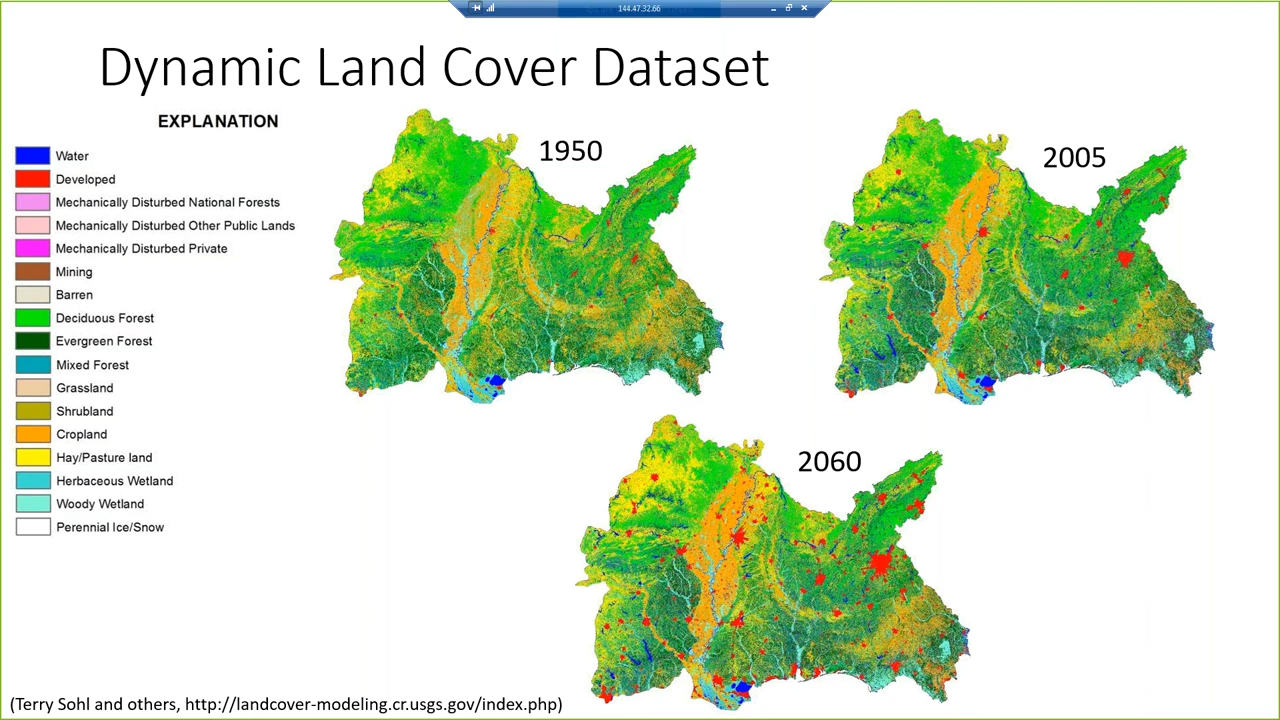 144.47.32.66
Dynamic Land Cover Dataset
EXPLANATION
Water
Developed
Mechanically Disturbed National Forests
Mechanically Disturbed Other Public Lands
Mechanically Disturbed Private
Mining
Barren
Deciduous Forest
Evergreen Forest
Mixed Forest
Grassland
Shrubland
Cropland
Hay/Pasture land
Herbaceous Wetland
Woody Wetland
Perennial Ice/Snow
1950
2005
2060
(Terry Sohl and others, http://landcover-modeling.cr.usgs.gov/index.php)